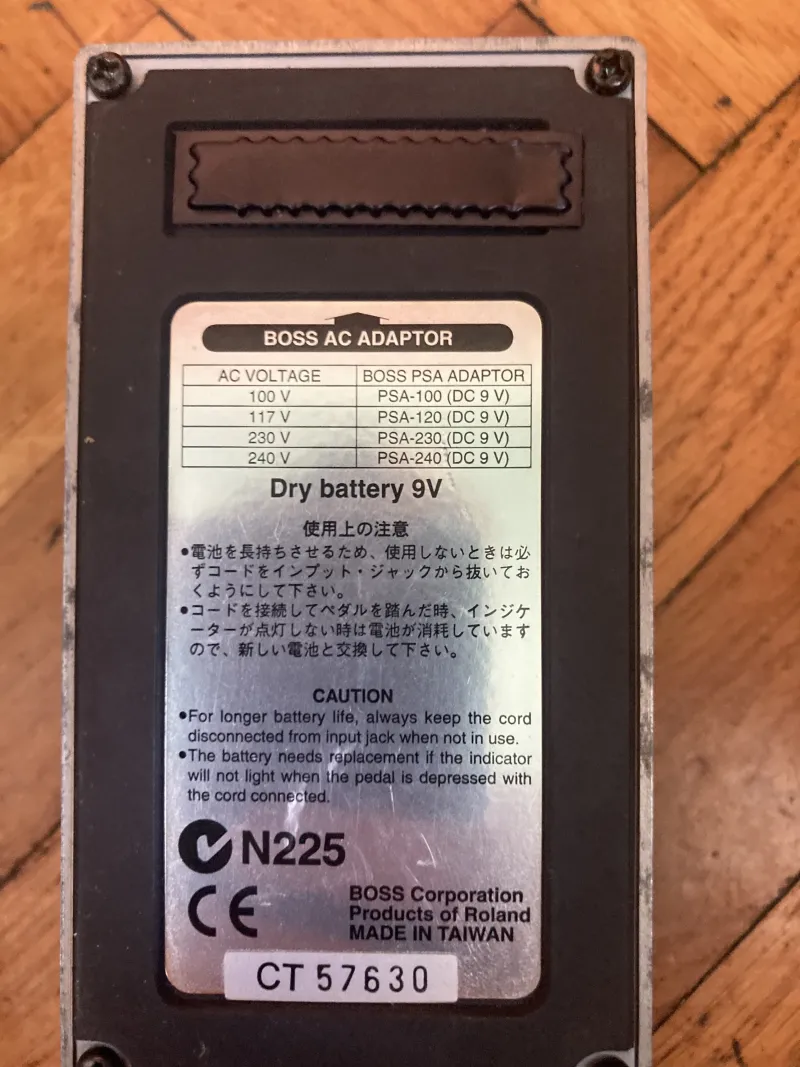 BOSS AC ADAPTOR
AC VOLTAGE BOSS PSA ADAPTOR
100 V PSA-100 (DC 9 V)
117 V PSA-120 (DC 9 V)
230 V PSA-230 (DC 9 V)
240 V PSA-240 (DC 9 V)
Dry battery 9V
使用上の注意
●電池を長持ちさせるため、使用しないときは必
ずコードをインプット・ジャックから抜いてお
くようにして下さい。
●コードを接続してペダルを踏んだ時、インジケ
ーターが点灯しない時は電池が消耗しています
ので、新しい電池と交換して下さい。
CAUTION
●For longer battery life, always keep the cord
disconnected from input jack when not in use.
●The battery needs replacement if the indicator
will not light when the pedal is depressed with
the cord connected.
N225
CE
BOSS Corporation
Products of Roland
MADE IN TAIWAN
CT 57630